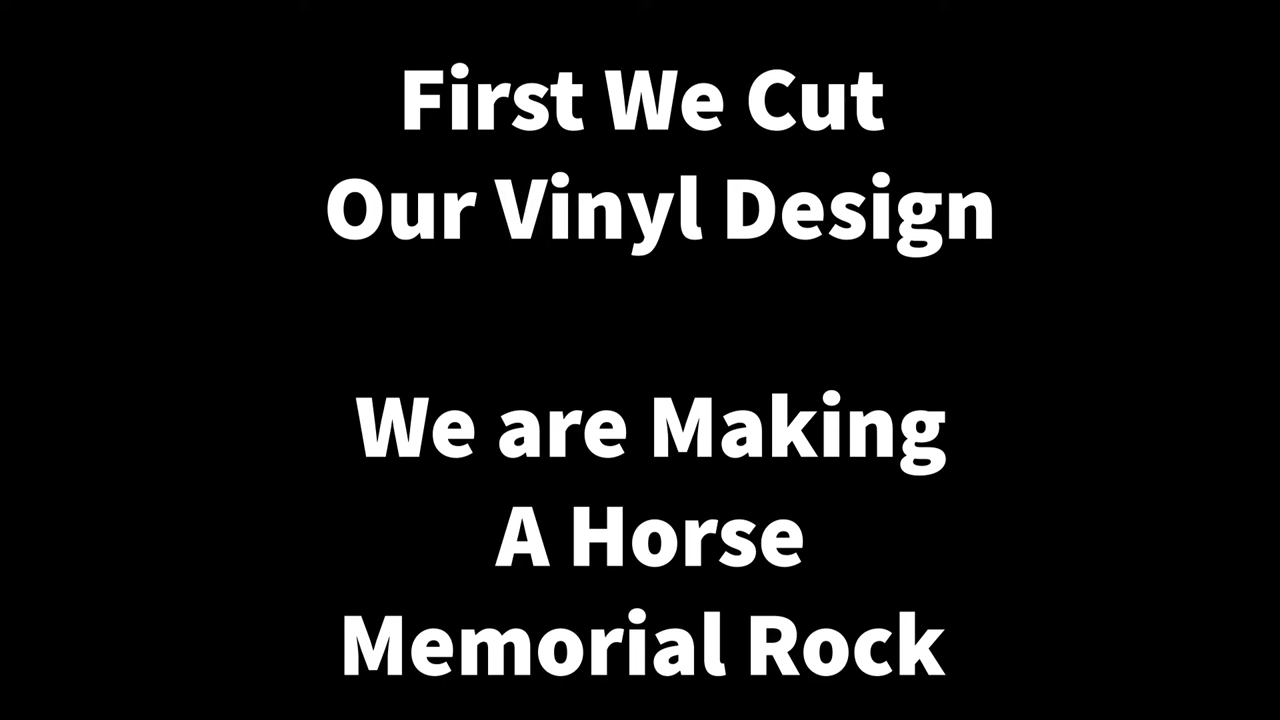 First We Cut
Our Vinyl Design
We are Making
A Horse
Memorial Rock